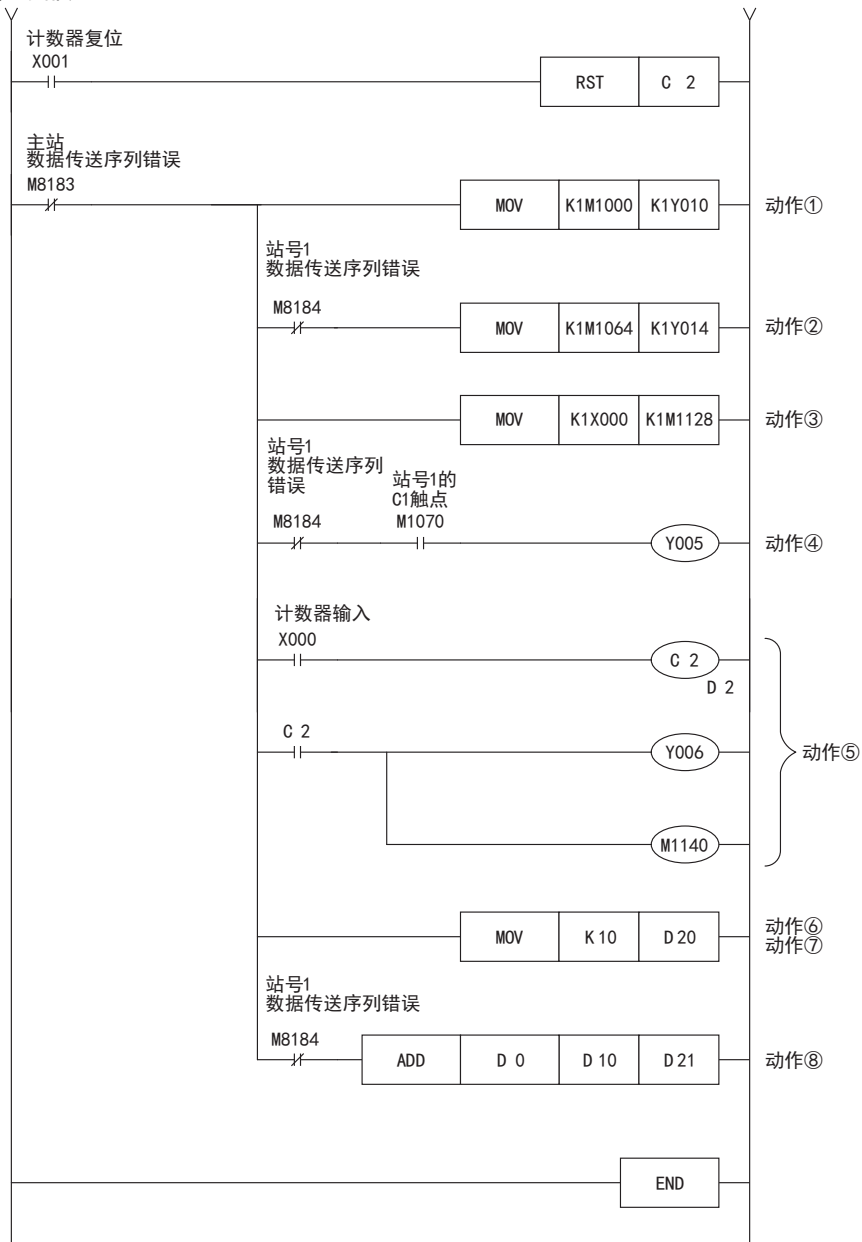 计数器复位
X001
RST C 2
主站
数据传送序列错误
M8183
MOV K1M1000 K1Y010 动作①
站号1
数据传送序列错误
M8184
MOV K1M1064 K1Y014 动作②
MOV K1X000 K1M1128 动作③
站号1
数据传送序列
错误
站号1的
C1触点
M8184 M1070
Y005 动作④
计数器输入
X000
C 2
D 2
C 2
Y006 动作⑤
M1140
MOV K 10 D 20 动作⑥
动作⑦
站号1
数据传送序列错误
M8184
ADD D 0 D 10 D 21 动作⑧
END